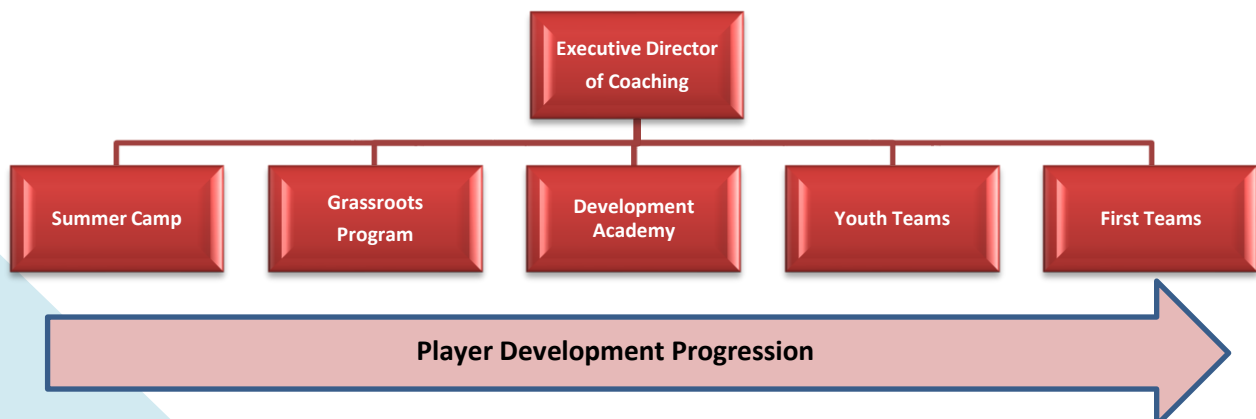 Executive Director
of Coaching
Summer Camp
Grassroots
Program
Development
Academy
Youth Teams
First Teams
Player Development Progression